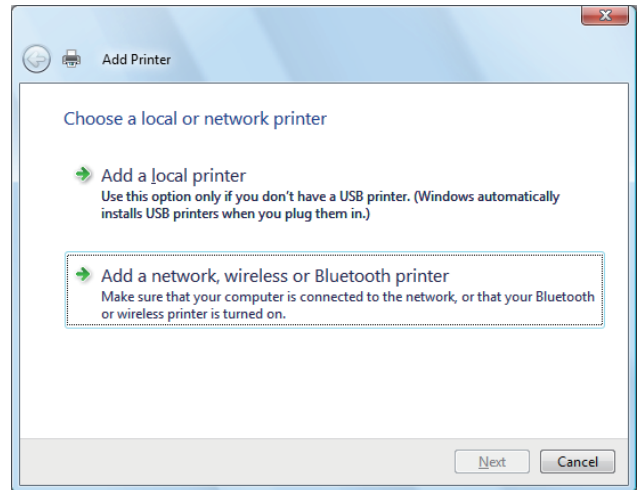 Add Printer
Choose a local or network printer
Add a local printer
Use this option only if you don't have a USB printer. (Windows automatically
installs USB printers when you plug them in.)
Add a network, wireless or Bluetooth printer
Make sure that your computer is connected to the network, or that your Bluetooth
or wireless printer is turned on.
Next Cancel